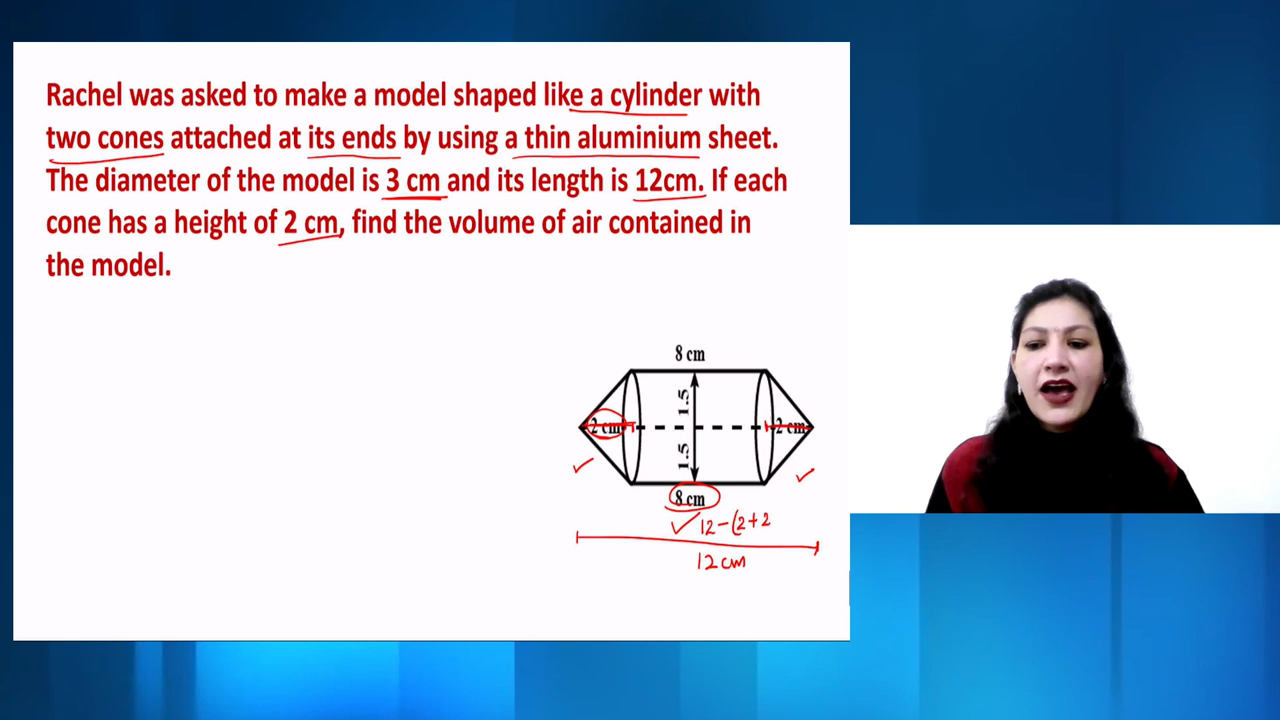 Rachel was asked to make a model shaped like a cylinder with
two cones attached at its ends by using a thin aluminium sheet.
The diameter of the model is 3 cm and its length is 12cm. If each
cone has a height of 2 cm, find the volume of air contained in
the model.
8 cm
1.5
2 cm
2 cm
1.5
8 cm
12-(2+2
12 cm